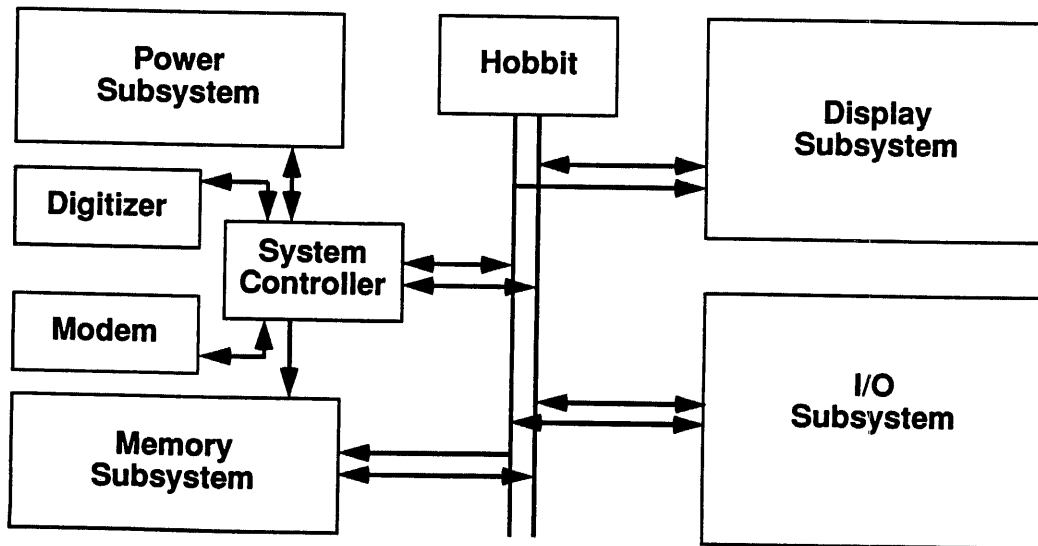 Power
Subsystem
Hobbit
Display
Subsystem
Digitizer
System
Controller
Modem
I/O
Subsystem
Memory
Subsystem